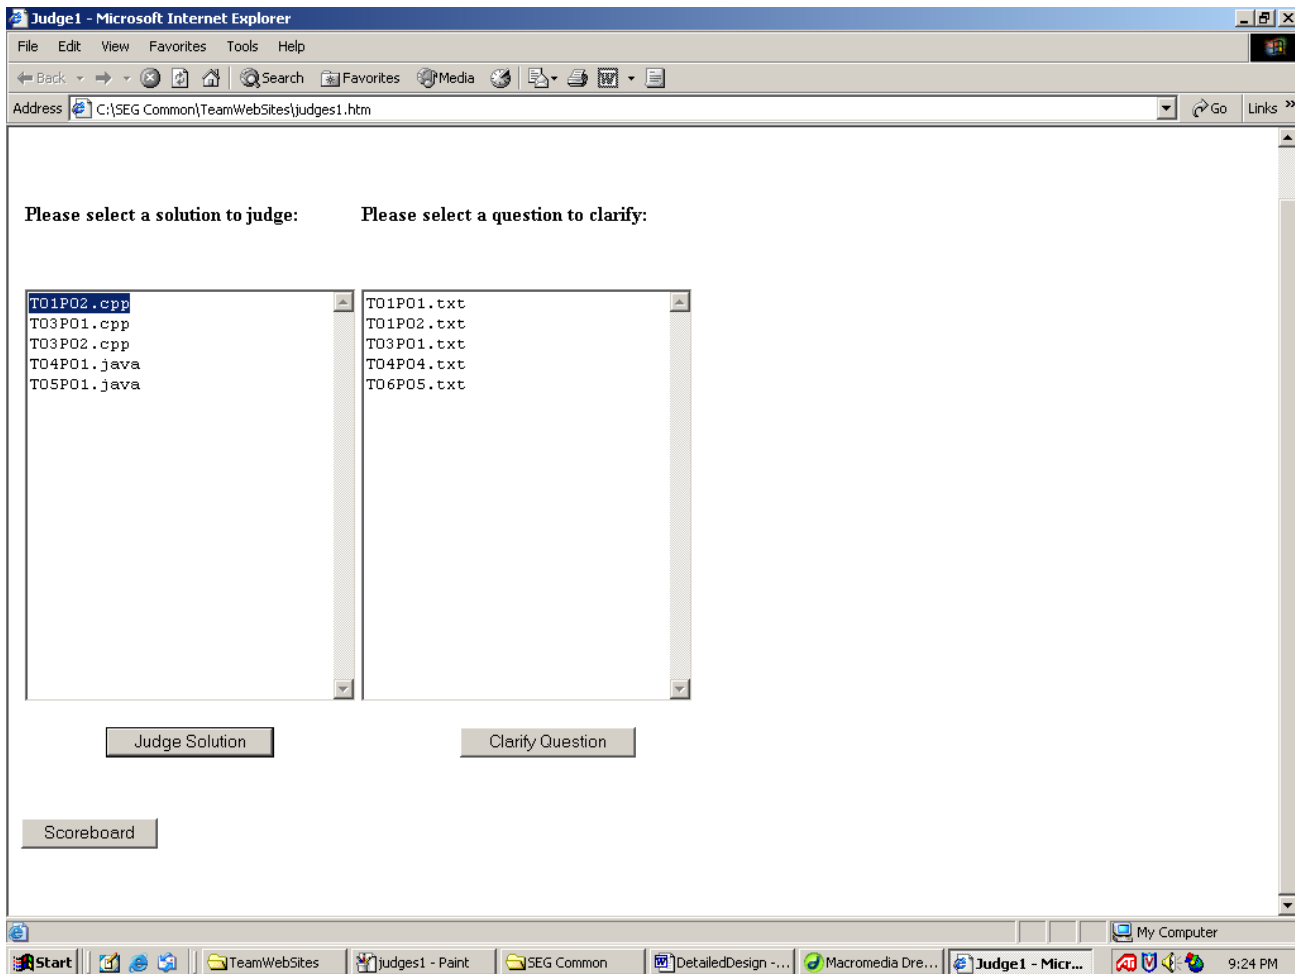 Judge1 - Microsoft Internet Explorer
File Edit View Favorites Tools Help
Back Search Favorites Media
Address C:\SEG Common\TeamWebSites\judges1.htm Go Links »
Please select a solution to judge: Please select a question to clarify:
T01P02.cpp T01P01.txt
T03P01.cpp T01P02.txt
T03P02.cpp T03P01.txt
T04P01.java T04P04.txt
T05P01.java T06P05.txt
Judge Solution Clarify Question
Scoreboard
My Computer
Start TeamWebSites judges1 - Paint SEG Common DetailedDesign -... Macromedia Dre... Judge1 - Micr... 9:24 PM